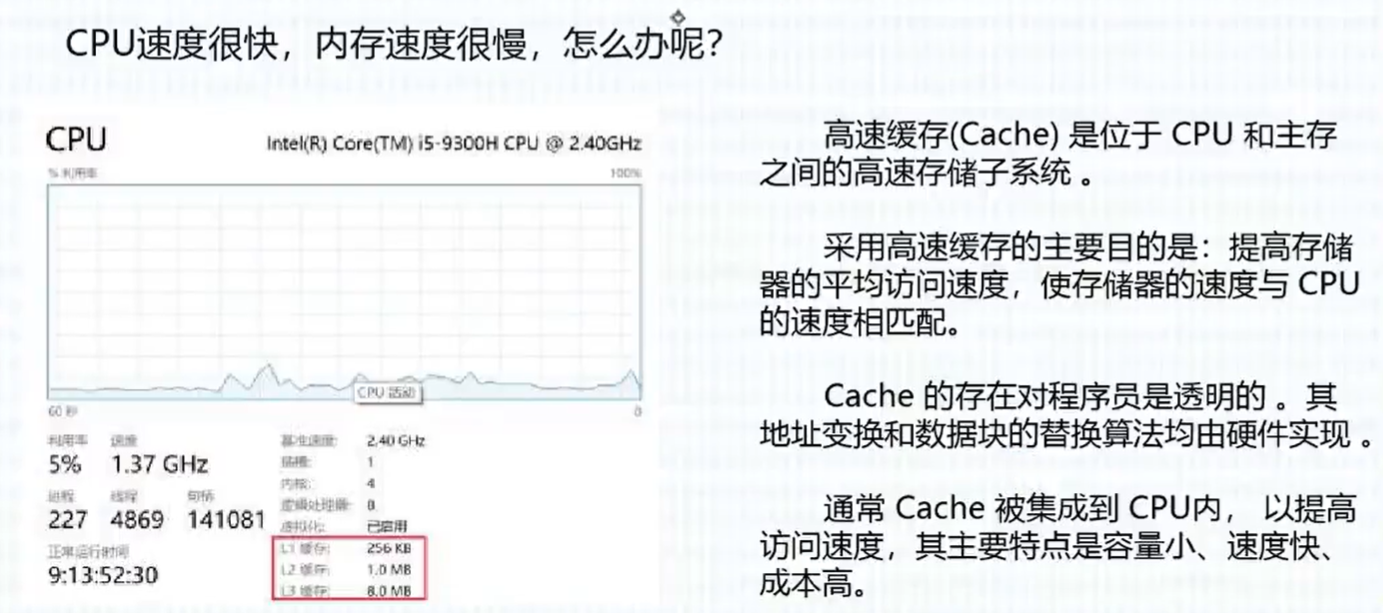 CPU速度很快，内存速度很慢，怎么办呢？
CPU
Intel(R) Core(TM) i5-9300H CPU @ 2.40GHz
% 利用率
100%
CPU 活动
60 秒
0
利用率 速度
5% 1.37 GHz
进程 线程 句柄
227 4869 141081
正常运行时间
9:13:52:30
基准速度: 2.40 GHz
插槽: 1
内核: 4
逻辑处理器: 8
虚拟化: 已启用
L1 缓存: 256 KB
L2 缓存: 1.0 MB
L3 缓存: 8.0 MB
高速缓存(Cache) 是位于 CPU 和主存
之间的高速存储子系统 。
采用高速缓存的主要目的是：提高存储
器的平均访问速度，使存储器的速度与 CPU
的速度相匹配。
Cache 的存在对程序员是透明的 。其
地址变换和数据块的替换算法均由硬件实现 。
通常 Cache 被集成到 CPU内， 以提高
访问速度，其主要特点是容量小、速度快、
成本高。